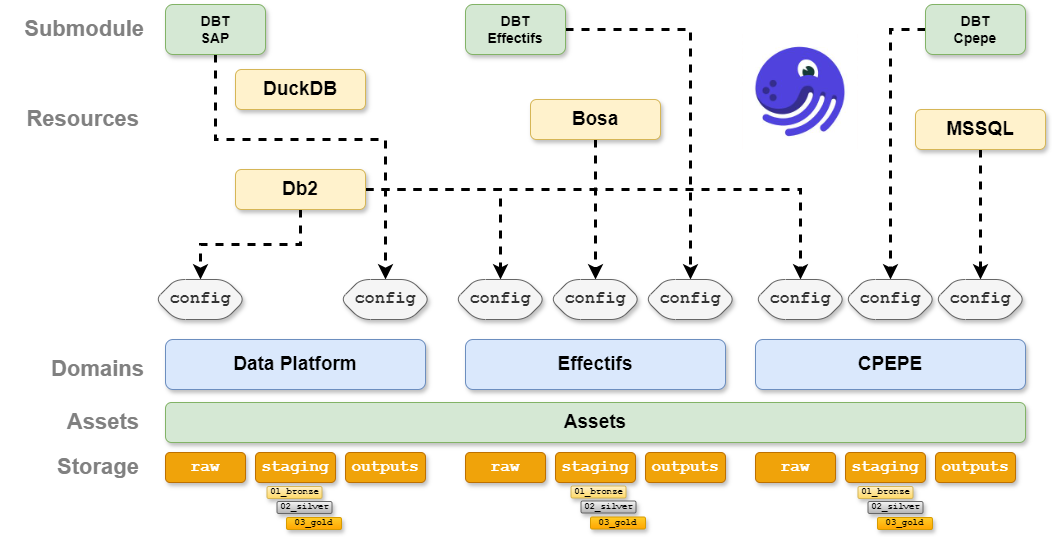 Submodule
DBT
SAP
DBT
Effectifs
DBT
Cpepe
Resources
DuckDB
Bosa
MSSQL
Db2
config
config
config
config
config
config
config
config
Domains
Data Platform
Effectifs
CPEPE
Assets
Assets
Storage
raw
staging
outputs
raw
staging
outputs
raw
staging
outputs
01_bronze
02_silver
03_gold
01_bronze
02_silver
03_gold
01_bronze
02_silver
03_gold